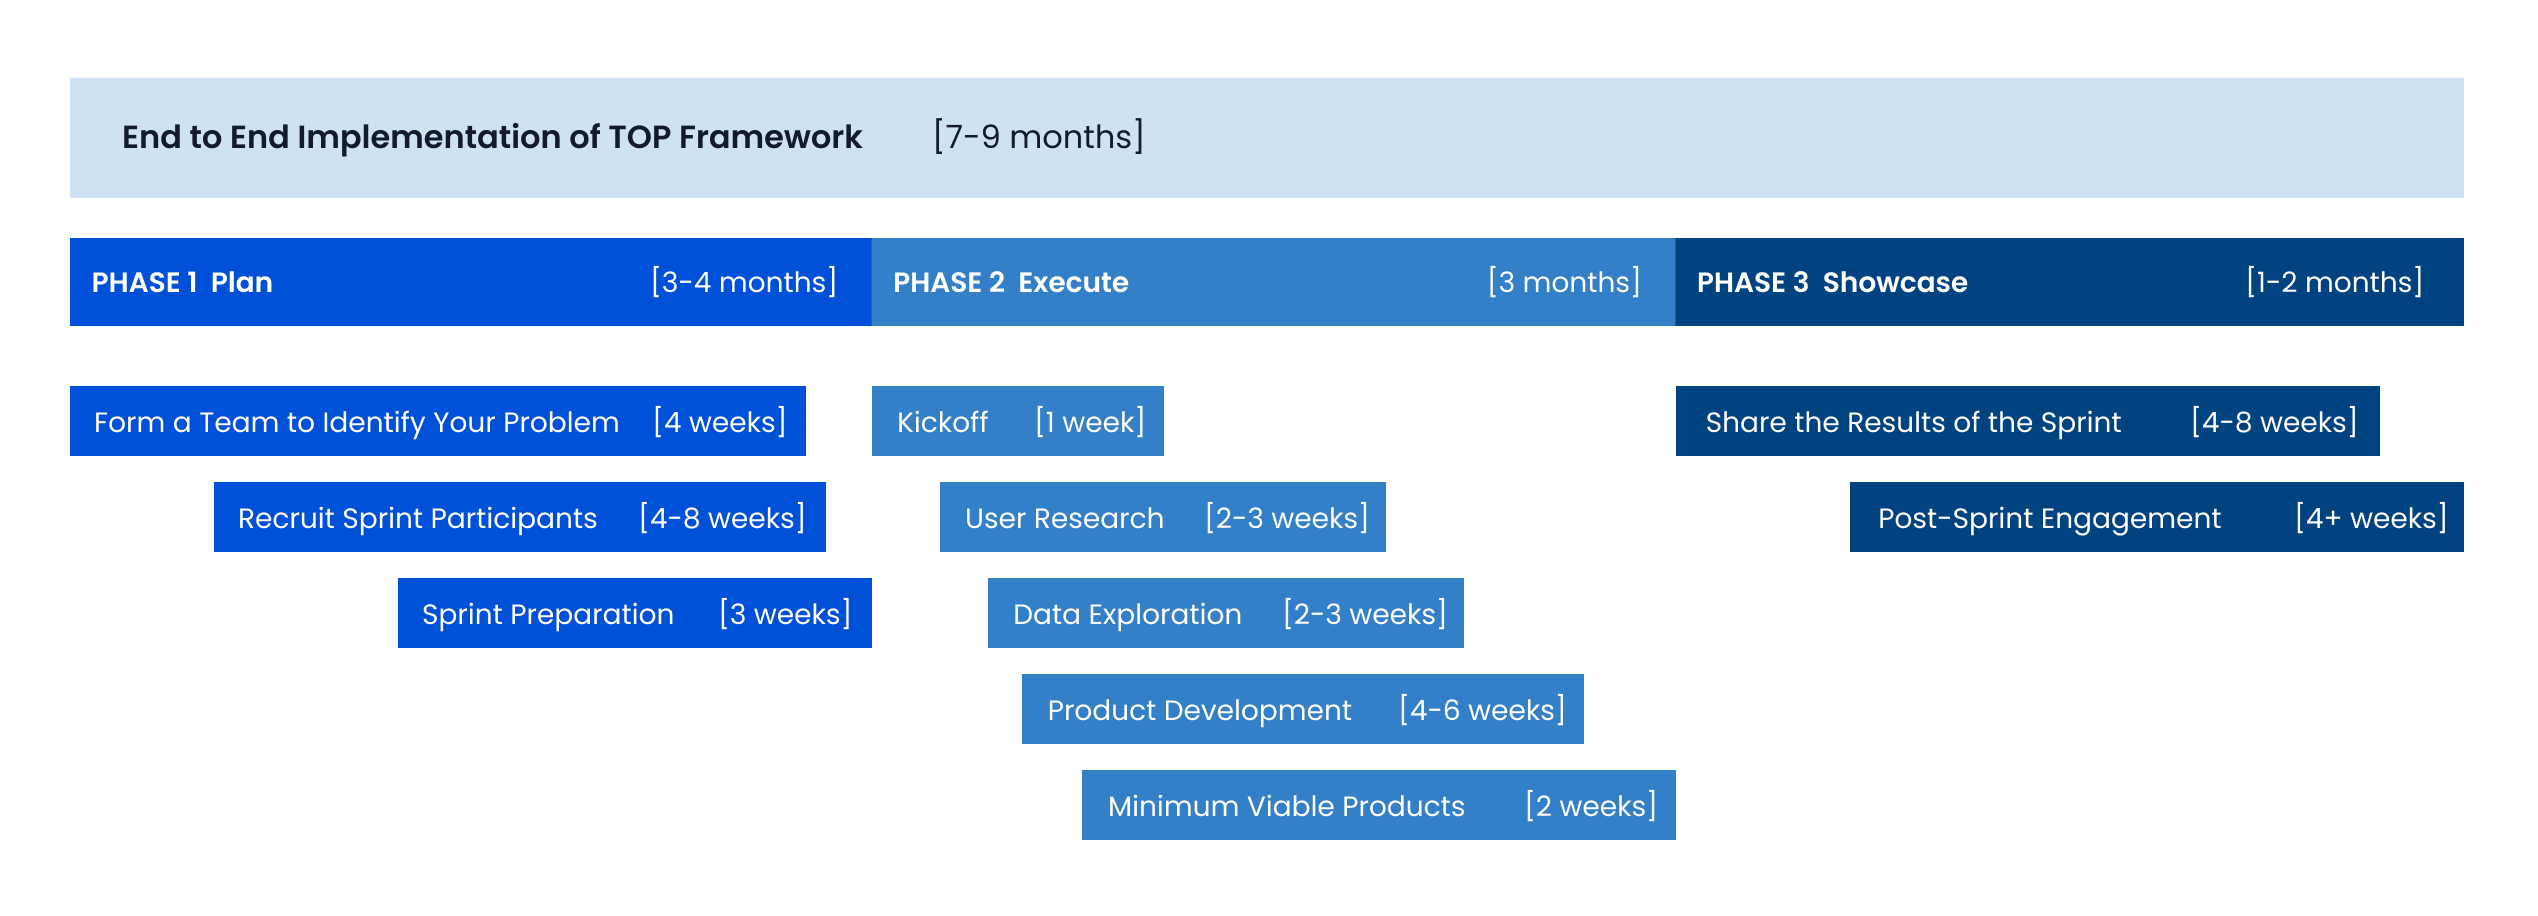 End to End Implementation of TOP Framework [7-9 months]
PHASE 1 Plan [3-4 months]
PHASE 2 Execute [3 months]
PHASE 3 Showcase [1-2 months]
Form a Team to Identify Your Problem [4 weeks]
Recruit Sprint Participants [4-8 weeks]
Sprint Preparation [3 weeks]
Kickoff [1 week]
User Research [2-3 weeks]
Data Exploration [2-3 weeks]
Product Development [4-6 weeks]
Minimum Viable Products [2 weeks]
Share the Results of the Sprint [4-8 weeks]
Post-Sprint Engagement [4+ weeks]